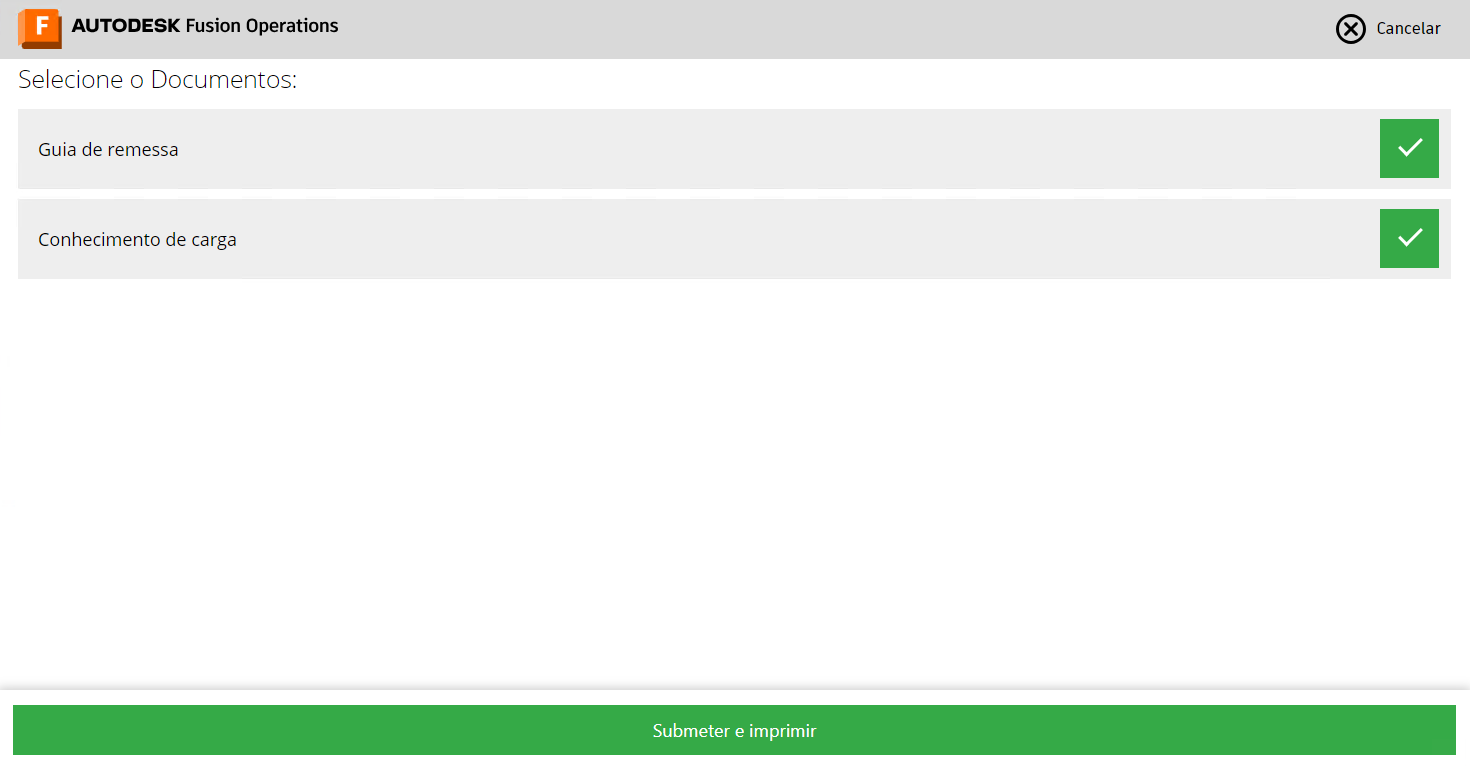 F AUTODESK Fusion Operations
Cancelar
Selecione o Documentos:
Guia de remessa
Conhecimento de carga
Submeter e imprimir